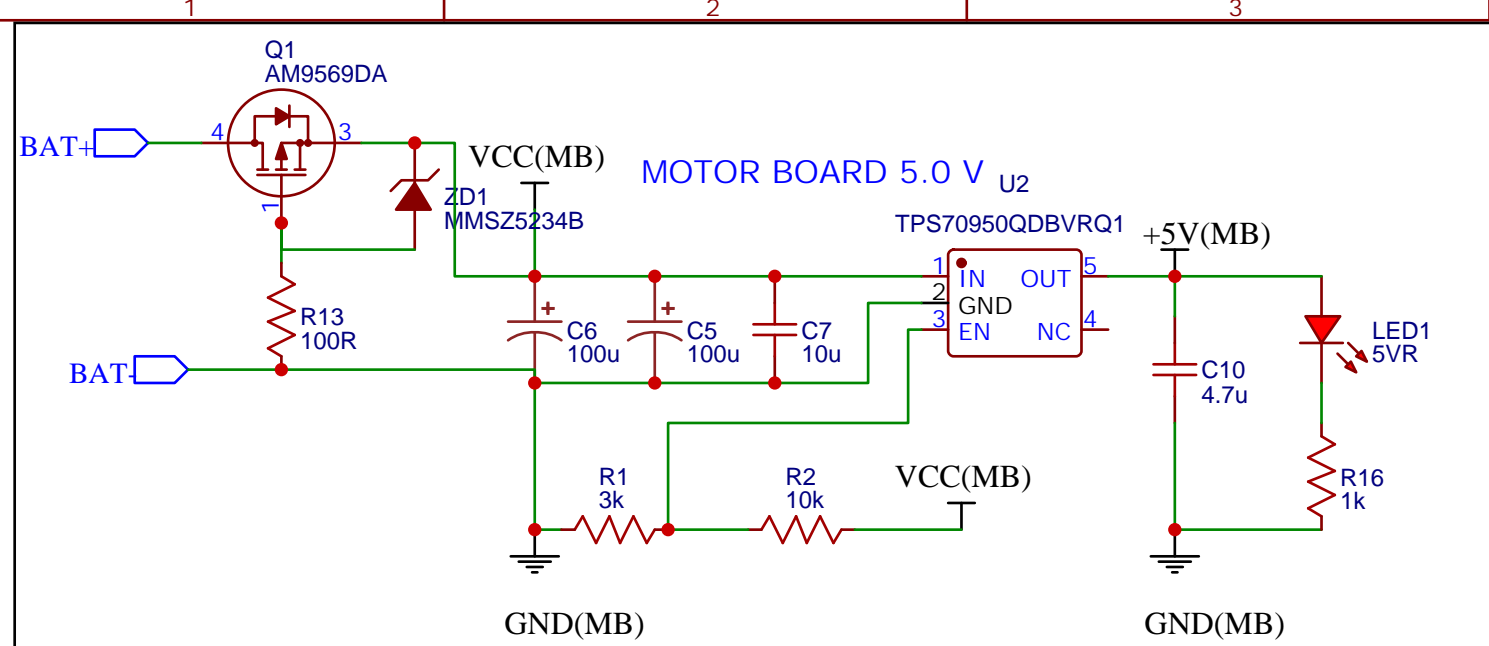 1
2
3
Q1
AM9569DA
BAT+
4
3
1
VCC(MB)
ZD1
MMSZ5234B
MOTOR BOARD 5.0 V
U2
TPS70950QDBVRQ1
+5V(MB)
1
IN
OUT
5
2
GND
3
EN
NC
4
R13
100R
+
C6
100u
+
C5
100u
C7
10u
BAT-
C10
4.7u
LED1
5VR
R1
3k
R2
10k
VCC(MB)
R16
1k
GND(MB)
GND(MB)